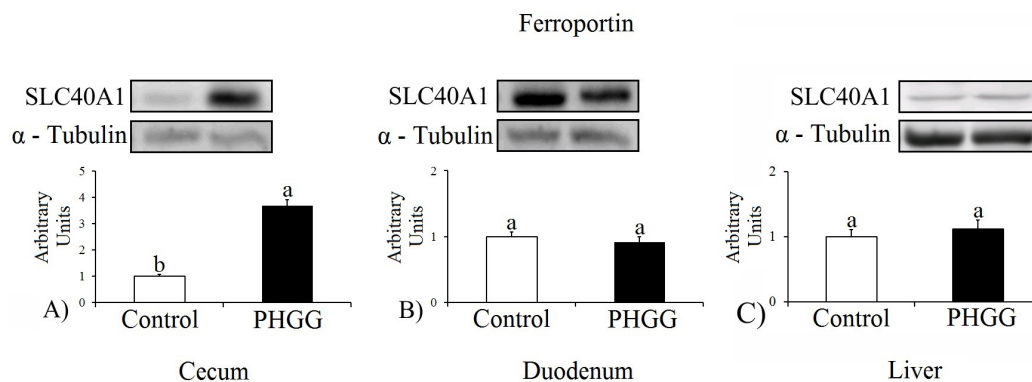 Ferroportin
SLC40A1
α - Tubulin
5
4
3
2
1
0
Arbitrary
Units
b
a
Control
PHGG
A)
Cecum
SLC40A1
α - Tubulin
2
1
0
Arbitrary
Units
a
a
Control
PHGG
B)
Duodenum
SLC40A1
α - Tubulin
2
1
0
Arbitrary
Units
a
a
Control
PHGG
C)
Liver